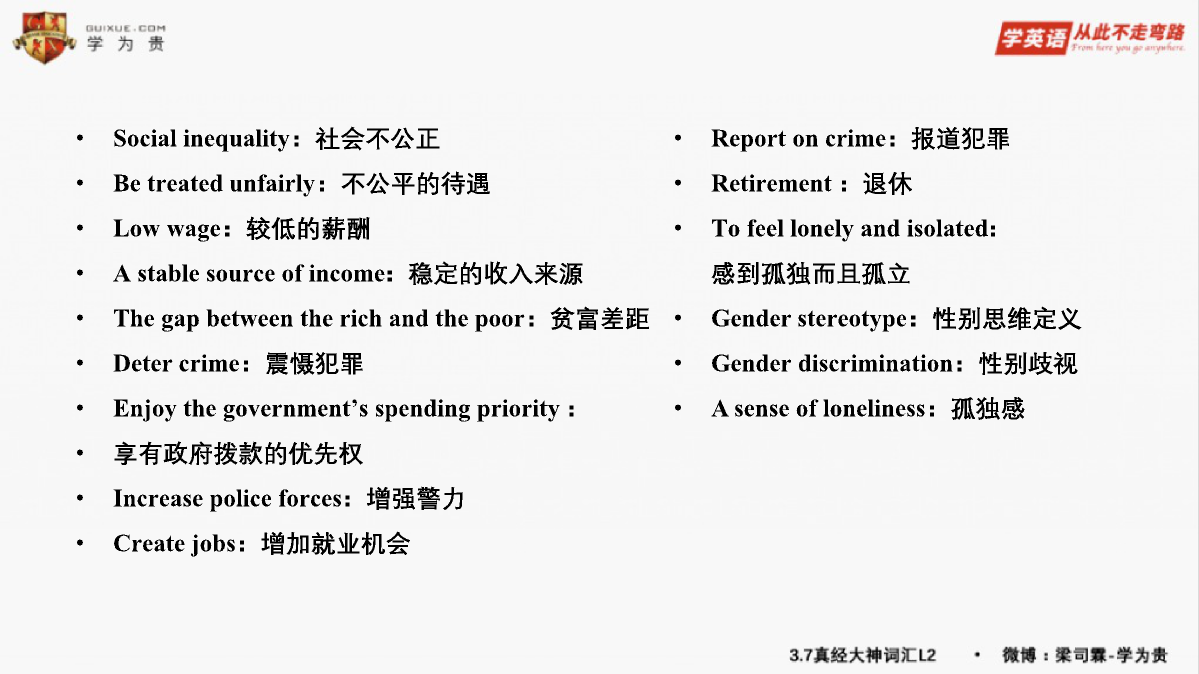 GUIXUE.COM
学为贵
学英语 从此不走弯路
From here you go anywhere.
• Social inequality：社会不公正
• Be treated unfairly：不公平的待遇
• Low wage：较低的薪酬
• A stable source of income：稳定的收入来源
• The gap between the rich and the poor：贫富差距
• Deter crime：震慑犯罪
• Enjoy the government’s spending priority：
• 享有政府拨款的优先权
• Increase police forces：增强警力
• Create jobs：增加就业机会
• Report on crime：报道犯罪
• Retirement：退休
• To feel lonely and isolated：
感到孤独而且孤立
• Gender stereotype：性别思维定义
• Gender discrimination：性别歧视
• A sense of loneliness：孤独感
3.7真经大神词汇L2 • 微博：梁司霖-学为贵